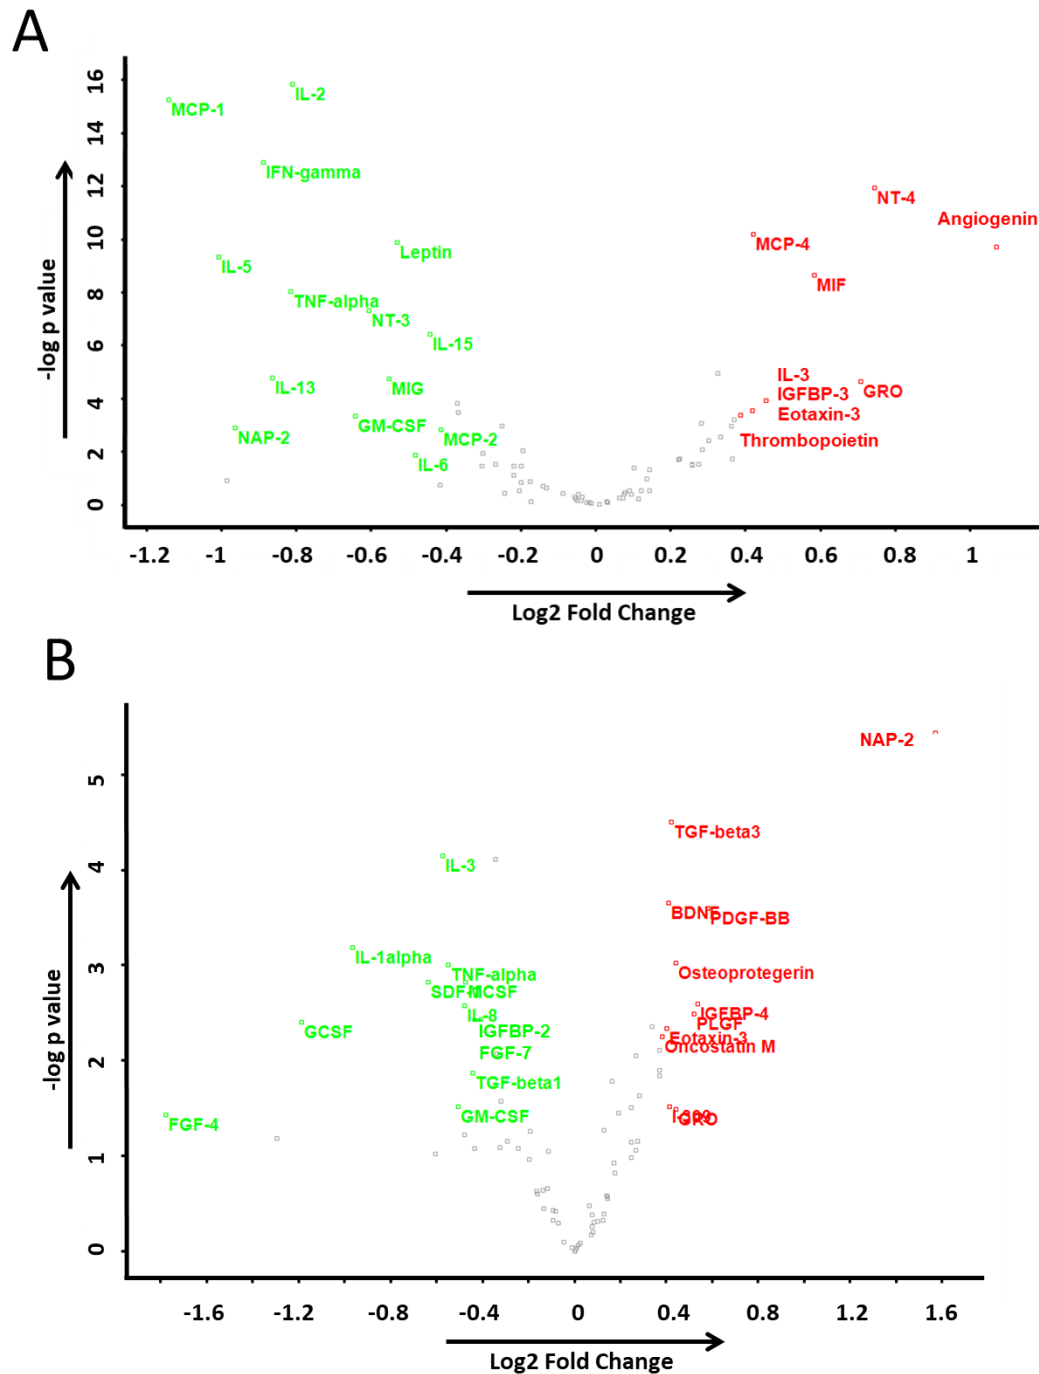 A
16
14
12
10
8
6
4
2
0
-log p value
MCP-1
IL-2
IFN-gamma
Leptin
IL-5
TNF-alpha
NT-3
IL-15
IL-13
MIG
NAP-2
GM-CSF
MCP-2
IL-6
NT-4
Angiogenin
MCP-4
MIF
IL-3
IGFBP-3
GRO
Eotaxin-3
Thrombopoietin
-1.2 -1 -0.8 -0.6 -0.4 -0.2 0 0.2 0.4 0.6 0.8 1
Log2 Fold Change
B
5
4
3
2
1
0
-log p value
NAP-2
TGF-beta3
IL-3
BDNF
PDGF-BB
IL-1alpha
TNF-alpha
Osteoprotegerin
SDF-1
MCSF
IL-8
IGFBP-4
PLGF
GCSF
IGFBP-2
Eotaxin-3
Oncostatin M
FGF-7
TGF-beta1
GM-CSF
I-309
GRO
FGF-4
-1.6 -1.2 -0.8 -0.4 0 0.4 0.8 1.2 1.6
Log2 Fold Change